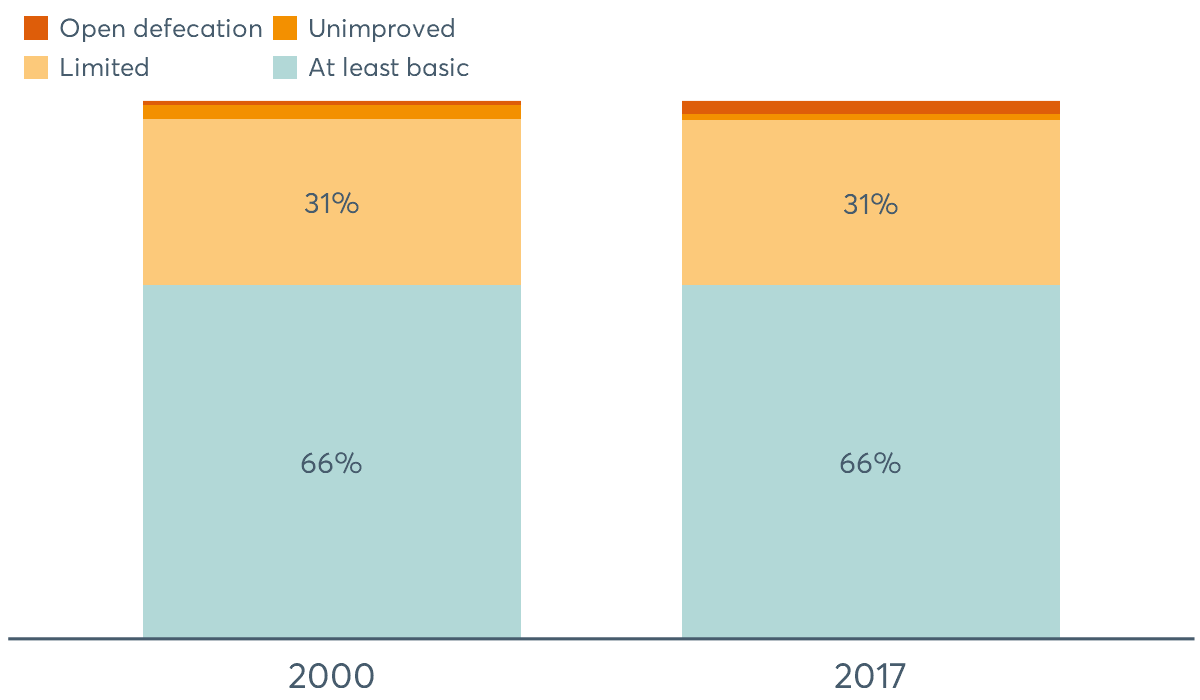 Open defecation Unimproved
Limited At least basic
31% 31%
66% 66%
2000 2017